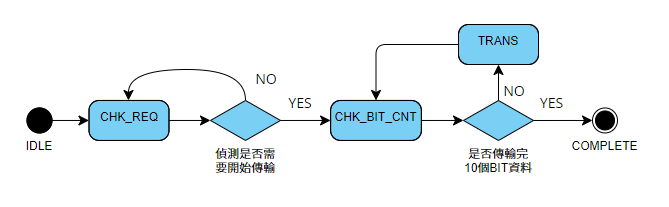 IDLE
CHK_REQ
NO
YES
偵測是否需
要開始傳輸
CHK_BIT_CNT
TRANS
NO
YES
是否傳輸完
10個BIT資料
COMPLETE